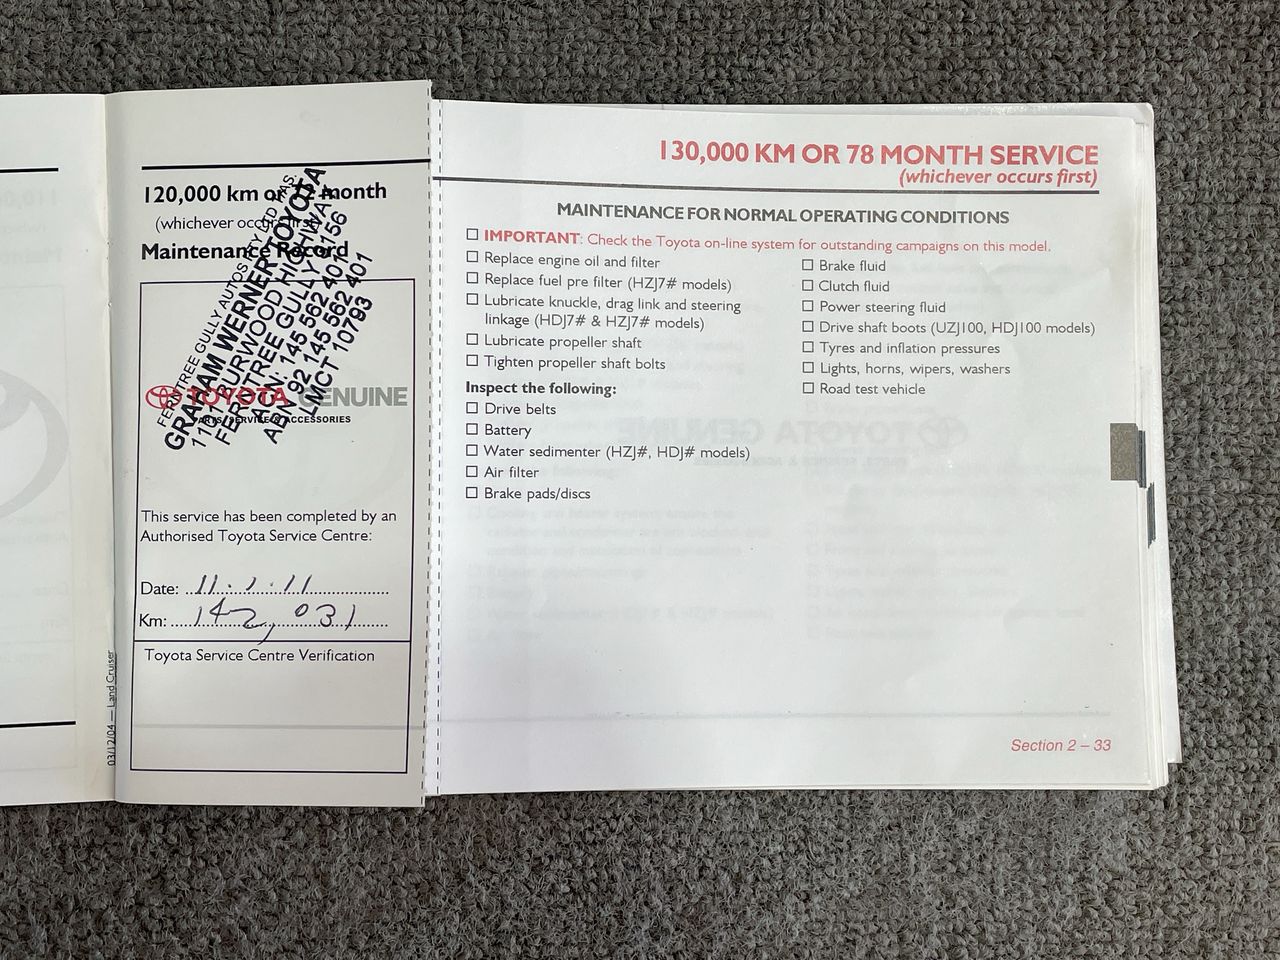 120,000 km or 72 month
(whichever occurs first)
Maintenance Record
FERNTREE GULLY
GRAHAM WERNER TOYOTA
BURWOOD HIGHWAY
FERNTREE GULLY 3156
ACN: 145 562 401
ABN: 92 145 562 401
LMCT 10793
TOYOTA GENUINE
PARTS, SERVICE & ACCESSORIES
This service has been completed by an
Authorised Toyota Service Centre:
Date: 11.1.11
Km: 142,031
Toyota Service Centre Verification
03/12/04 — Land Cruiser
130,000 KM OR 78 MONTH SERVICE
(whichever occurs first)
MAINTENANCE FOR NORMAL OPERATING CONDITIONS
IMPORTANT: Check the Toyota on-line system for outstanding campaigns on this model.
Replace engine oil and filter
Replace fuel pre filter (HZJ7# models)
Lubricate knuckle, drag link and steering
linkage (HDJ7# & HZJ7# models)
Lubricate propeller shaft
Tighten propeller shaft bolts
Inspect the following:
Drive belts
Battery
Water sedimenter (HZJ#, HDJ# models)
Air filter
Brake pads/discs
Brake fluid
Clutch fluid
Power steering fluid
Drive shaft boots (UZJ100, HDJ100 models)
Tyres and inflation pressures
Lights, horns, wipers, washers
Road test vehicle
Section 2 – 33